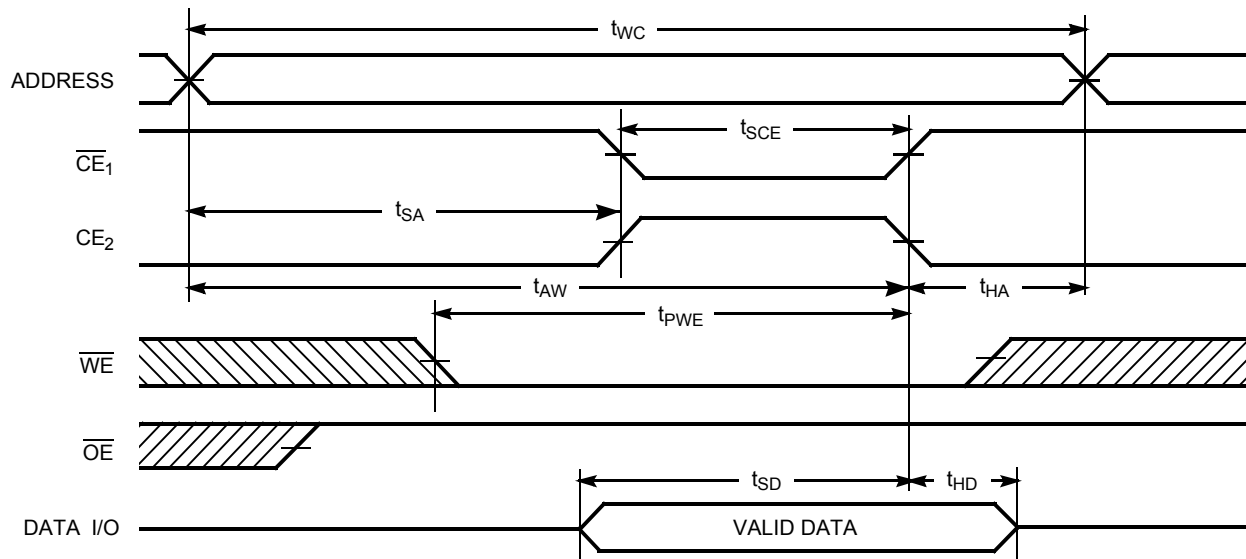 tWC
ADDRESS
tSCE
CE1
tSA
CE2
tAW
tHA
tPWE
WE
OE
tSD
tHD
DATA I/O
VALID DATA